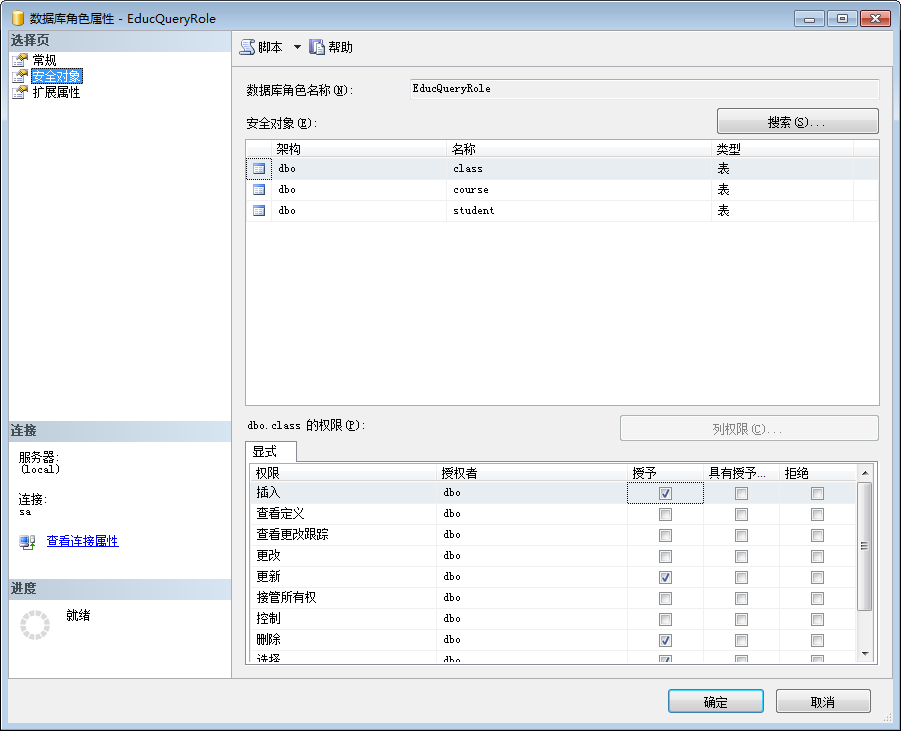 数据库角色属性 - EducQueryRole
选择页
常规
安全对象
扩展属性
脚本 帮助
数据库角色名称(N): EducQueryRole
安全对象(E): 搜索(S)...
架构 名称 类型
dbo class 表
dbo course 表
dbo student 表
dbo.class 的权限(P): 列权限(C)...
显式
权限 授权者 授予 具有授予... 拒绝
插入 dbo
查看定义 dbo
查看更改跟踪 dbo
更改 dbo
更新 dbo
接管所有权 dbo
控制 dbo
删除 dbo
选择 dbo
连接
服务器:
(local)
连接:
sa
查看连接属性
进度
就绪
确定 取消